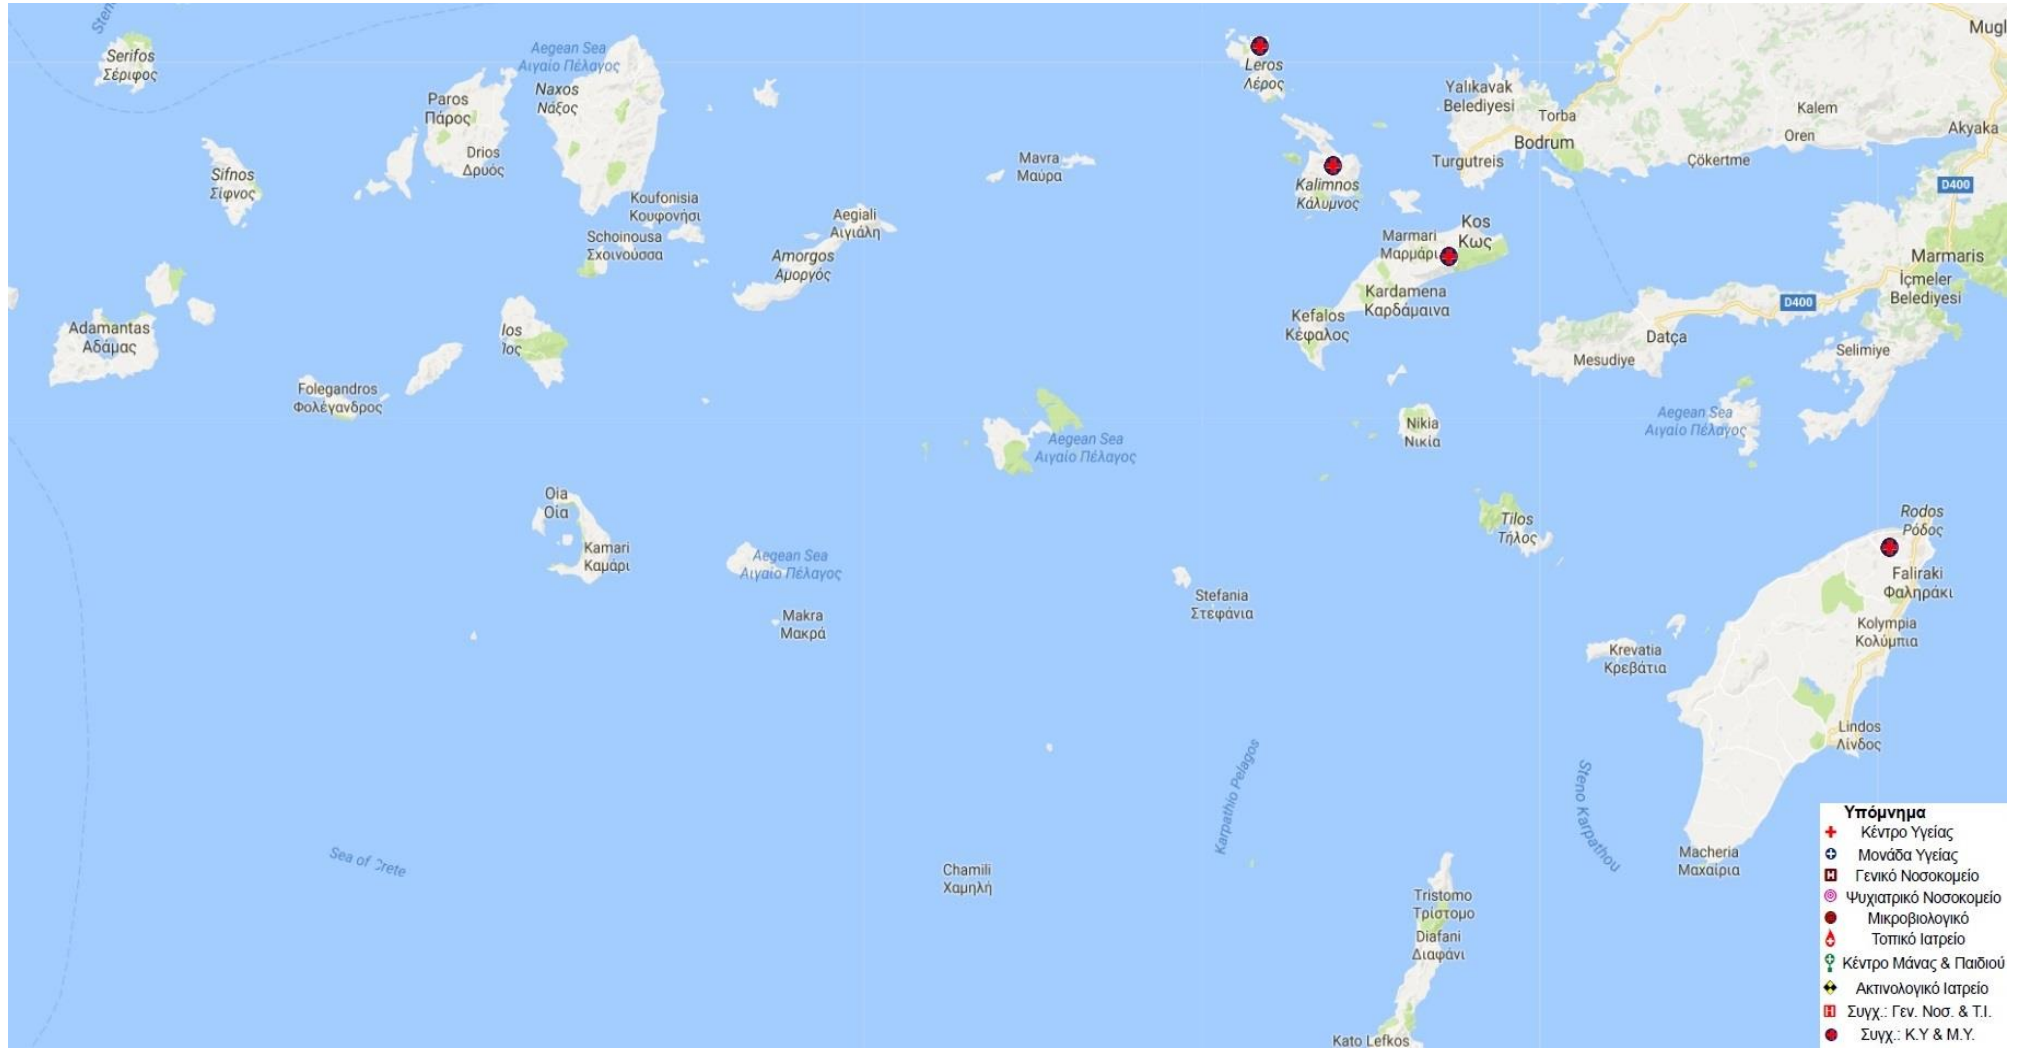 Steno
Serifos
Σέριφος
Aegean Sea
Αιγαίο Πέλαγος
Naxos
Νάξος
Paros
Πάρος
Drios
Δρυός
Sifnos
Σίφνος
Koufonisia
Κουφονήσι
Schoinousa
Σχοινούσσα
Aegiali
Αιγιάλη
Amorgos
Αμοργός
Mavra
Μαύρα
Leros
Λέρος
Kalimnos
Κάλυμνος
Yalıkavak
Belediyesi
Torba
Bodrum
Turgutreis
Mugl
Kalem
Oren
Akyaka
Çökertme
D400
Kos
Κως
Marmari
Μαρμάρι
Kardamena
Καρδάμαινα
Kefalos
Κέφαλος
Marmaris
İçmeler
Belediyesi
D400
Datça
Mesudiye
Selimiye
Adamantas
Αδάμας
Ios
Ίος
Folegandros
Φολέγανδρος
Aegean Sea
Αιγαίο Πέλαγος
Nikia
Νικία
Aegean Sea
Αιγαίο Πέλαγος
Oia
Οία
Kamari
Καμάρι
Aegean Sea
Αιγαίο Πέλαγος
Makra
Μακρά
Stefania
Στεφάνια
Tilos
Τήλος
Rodos
Ρόδος
Faliraki
Φαληράκι
Kolympia
Κολύμπια
Krevatia
Κρεβάτια
Lindos
Λίνδος
Karpathio Pelagos
Steno Karpathou
Sea of Crete
Chamili
Χαμηλή
Macheria
Μαχαίρια
Tristomo
Τρίστομο
Diafani
Διαφάνι
Kato Lefkos
Υπόμνημα
Κέντρο Υγείας
Μονάδα Υγείας
Γενικό Νοσοκομείο
Ψυχιατρικό Νοσοκομείο
Μικροβιολογικό
Τοπικό Ιατρείο
Κέντρο Μάνας & Παιδιού
Ακτινολογικό Ιατρείο
Συγχ.: Γεν. Νοσ. & Τ.Ι.
Συγχ.: Κ.Υ & Μ.Υ.